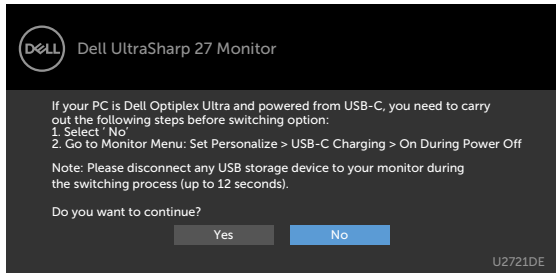 DELL
Dell UltraSharp 27 Monitor
If your PC is Dell Optiplex Ultra and powered from USB-C, you need to carry
out the following steps before switching option:
1. Select ' No'
2. Go to Monitor Menu: Set Personalize > USB-C Charging > On During Power Off
Note: Please disconnect any USB storage device to your monitor during
the switching process (up to 12 seconds).
Do you want to continue?
Yes
No
U2721DE